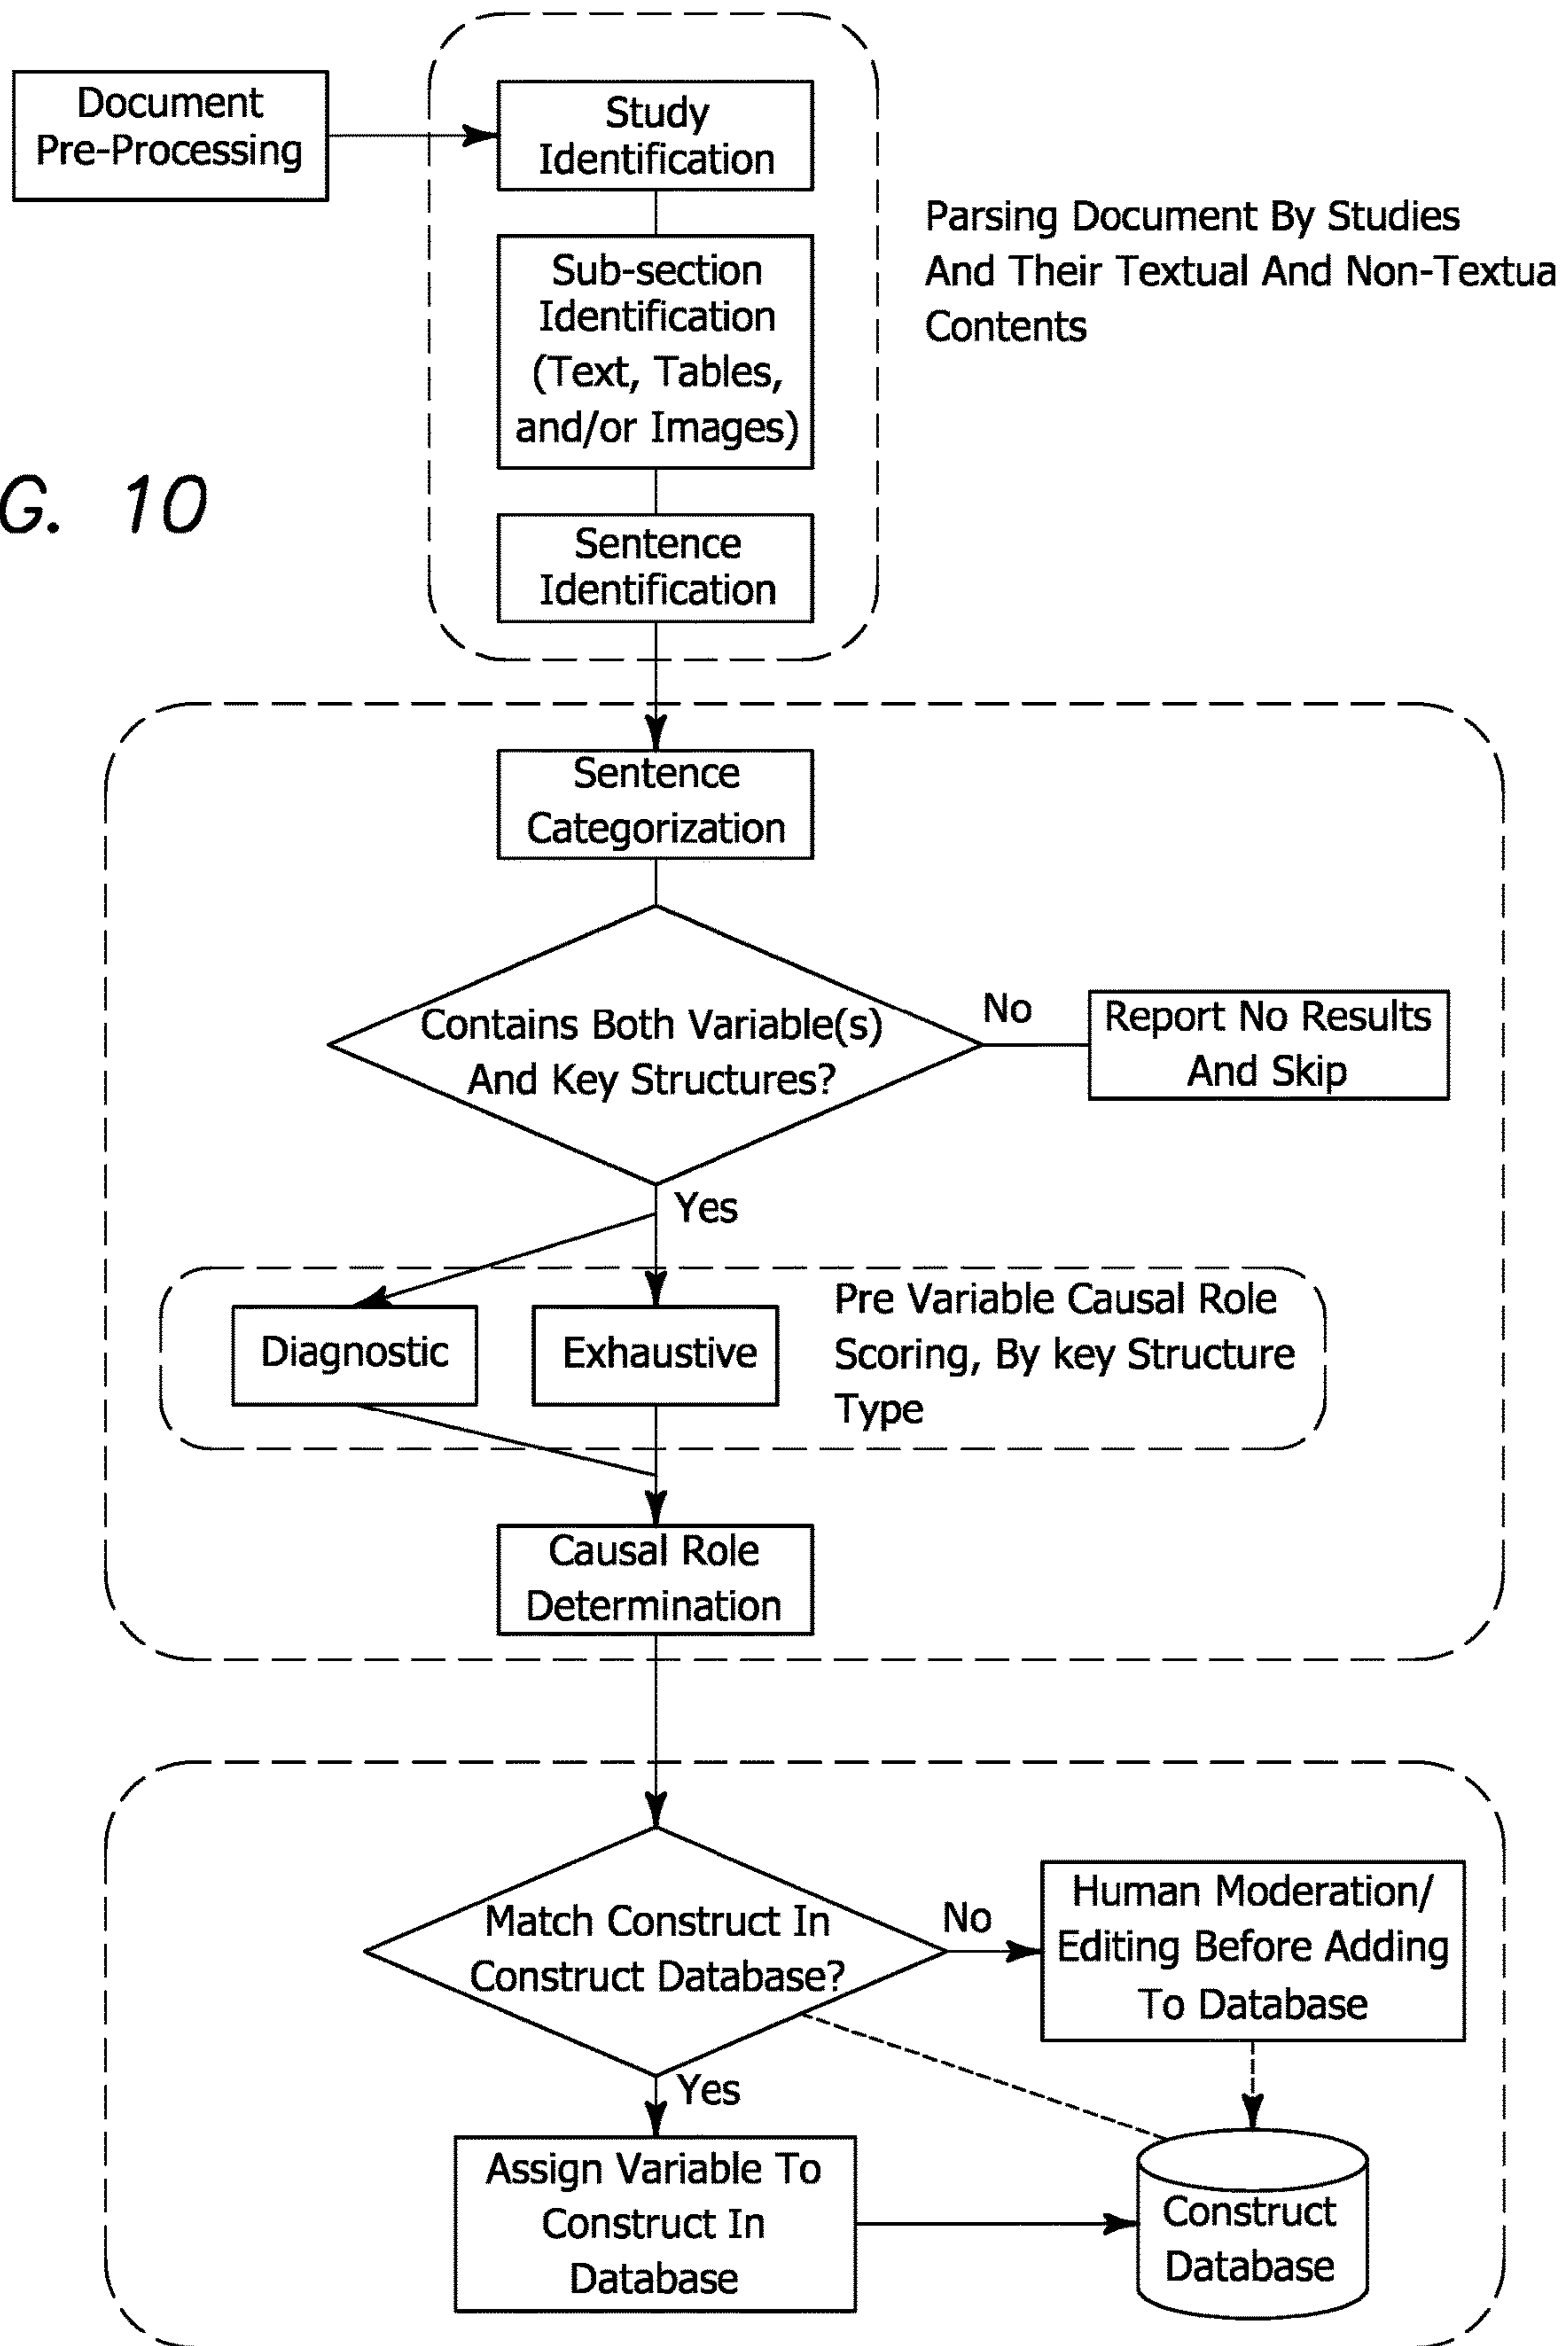 Document
Pre-Processing
Study
Identification
Sub-section
Identification
(Text, Tables,
and/or Images)
Sentence
Identification
Parsing Document By Studies
And Their Textual And Non-Textua
Contents
G. 10
Sentence
Categorization
Contains Both Variable(s)
And Key Structures?
No
Report No Results
And Skip
Yes
Diagnostic
Exhaustive
Pre Variable Causal Role
Scoring, By key Structure
Type
Causal Role
Determination
Match Construct In
Construct Database?
No
Human Moderation/
Editing Before Adding
To Database
Yes
Assign Variable To
Construct In
Database
Construct
Database